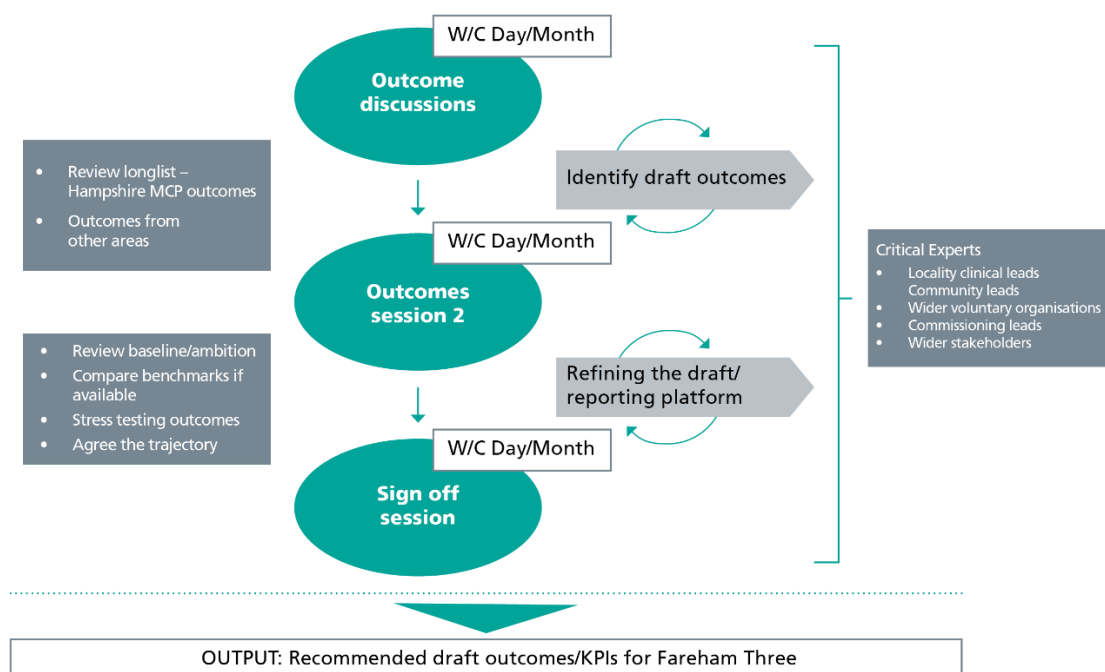 W/C Day/Month
Outcome
discussions
• Review longlist –
Hampshire MCP outcomes
• Outcomes from
other areas
Identify draft outcomes
W/C Day/Month
Outcomes
session 2
Critical Experts
• Locality clinical leads
Community leads
• Wider voluntary organisations
• Commissioning leads
• Wider stakeholders
• Review baseline/ambition
• Compare benchmarks if
available
• Stress testing outcomes
• Agree the trajectory
Refining the draft/
reporting platform
W/C Day/Month
Sign off
session
OUTPUT: Recommended draft outcomes/KPIs for Fareham Three